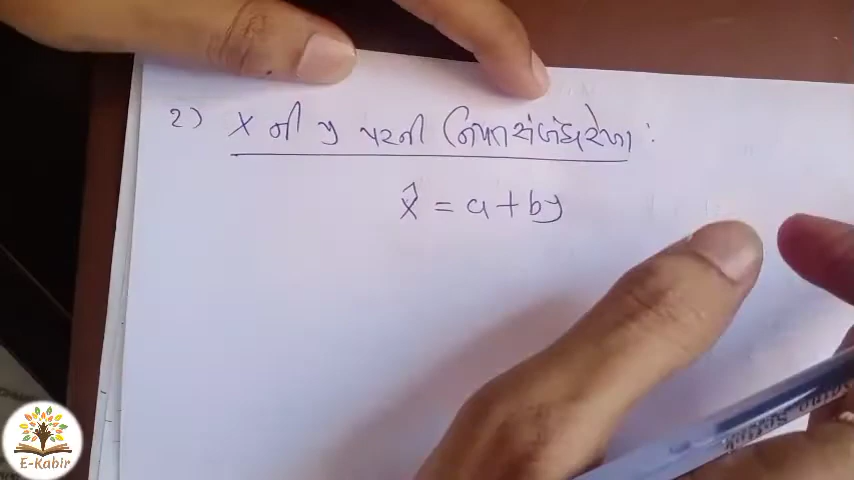 2) x ની y પરની નિયતસંબંધરેખા :
x̂ = a + by
E-Kabir